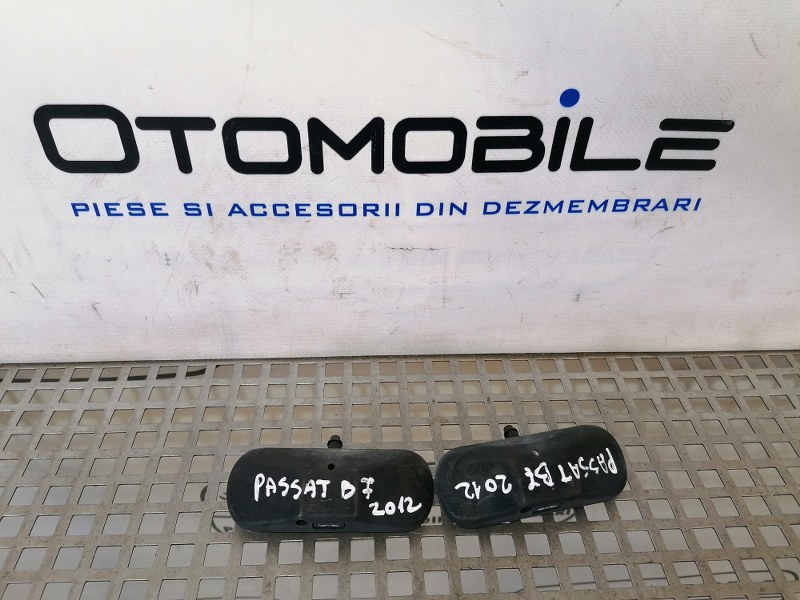 OTOMOBILE
PIESE SI ACCESORII DIN DEZMEMBRARI
PASSAT B7
2012
PASSAT B7 2012